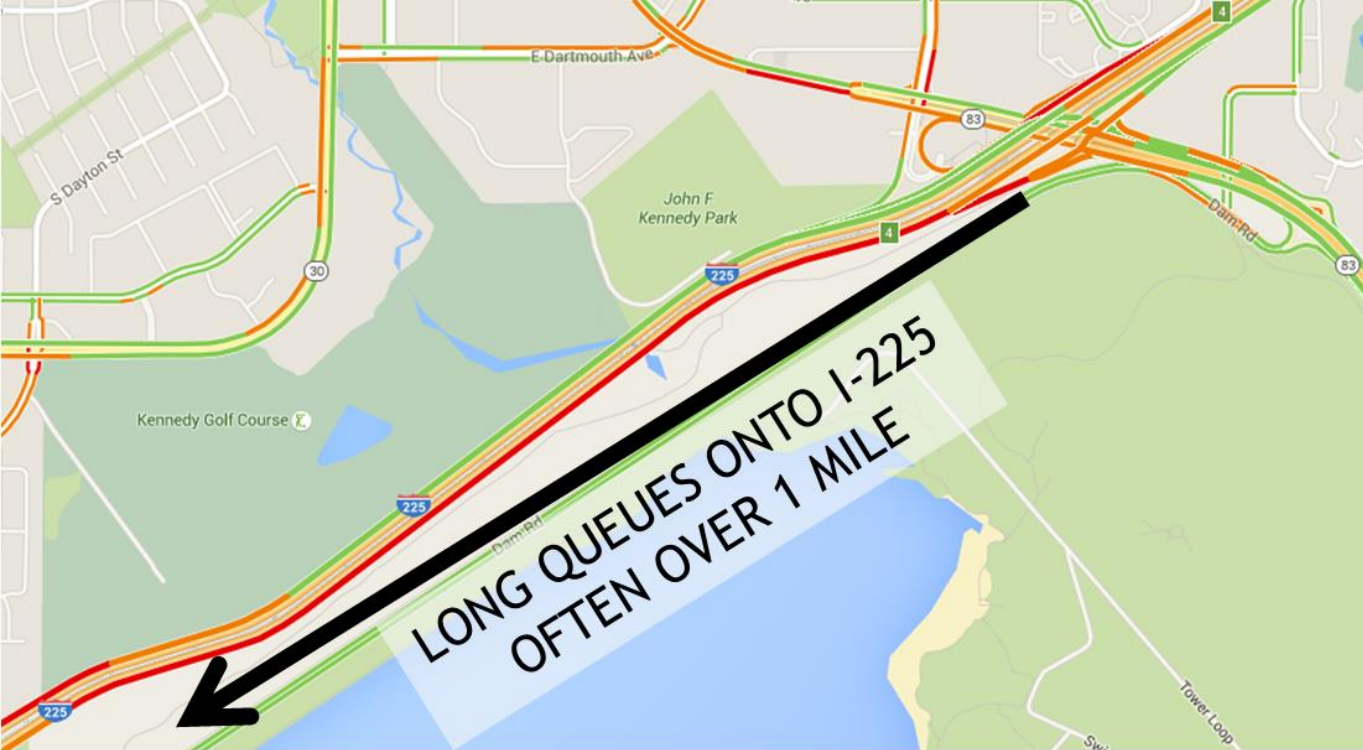 4
E Dartmouth Ave
83
S Dayton St
John F
Kennedy Park
Dam Rd
4
30
225
83
Kennedy Golf Course
225
Dam Rd
LONG QUEUES ONTO I-225
OFTEN OVER 1 MILE
225
Tower Loop